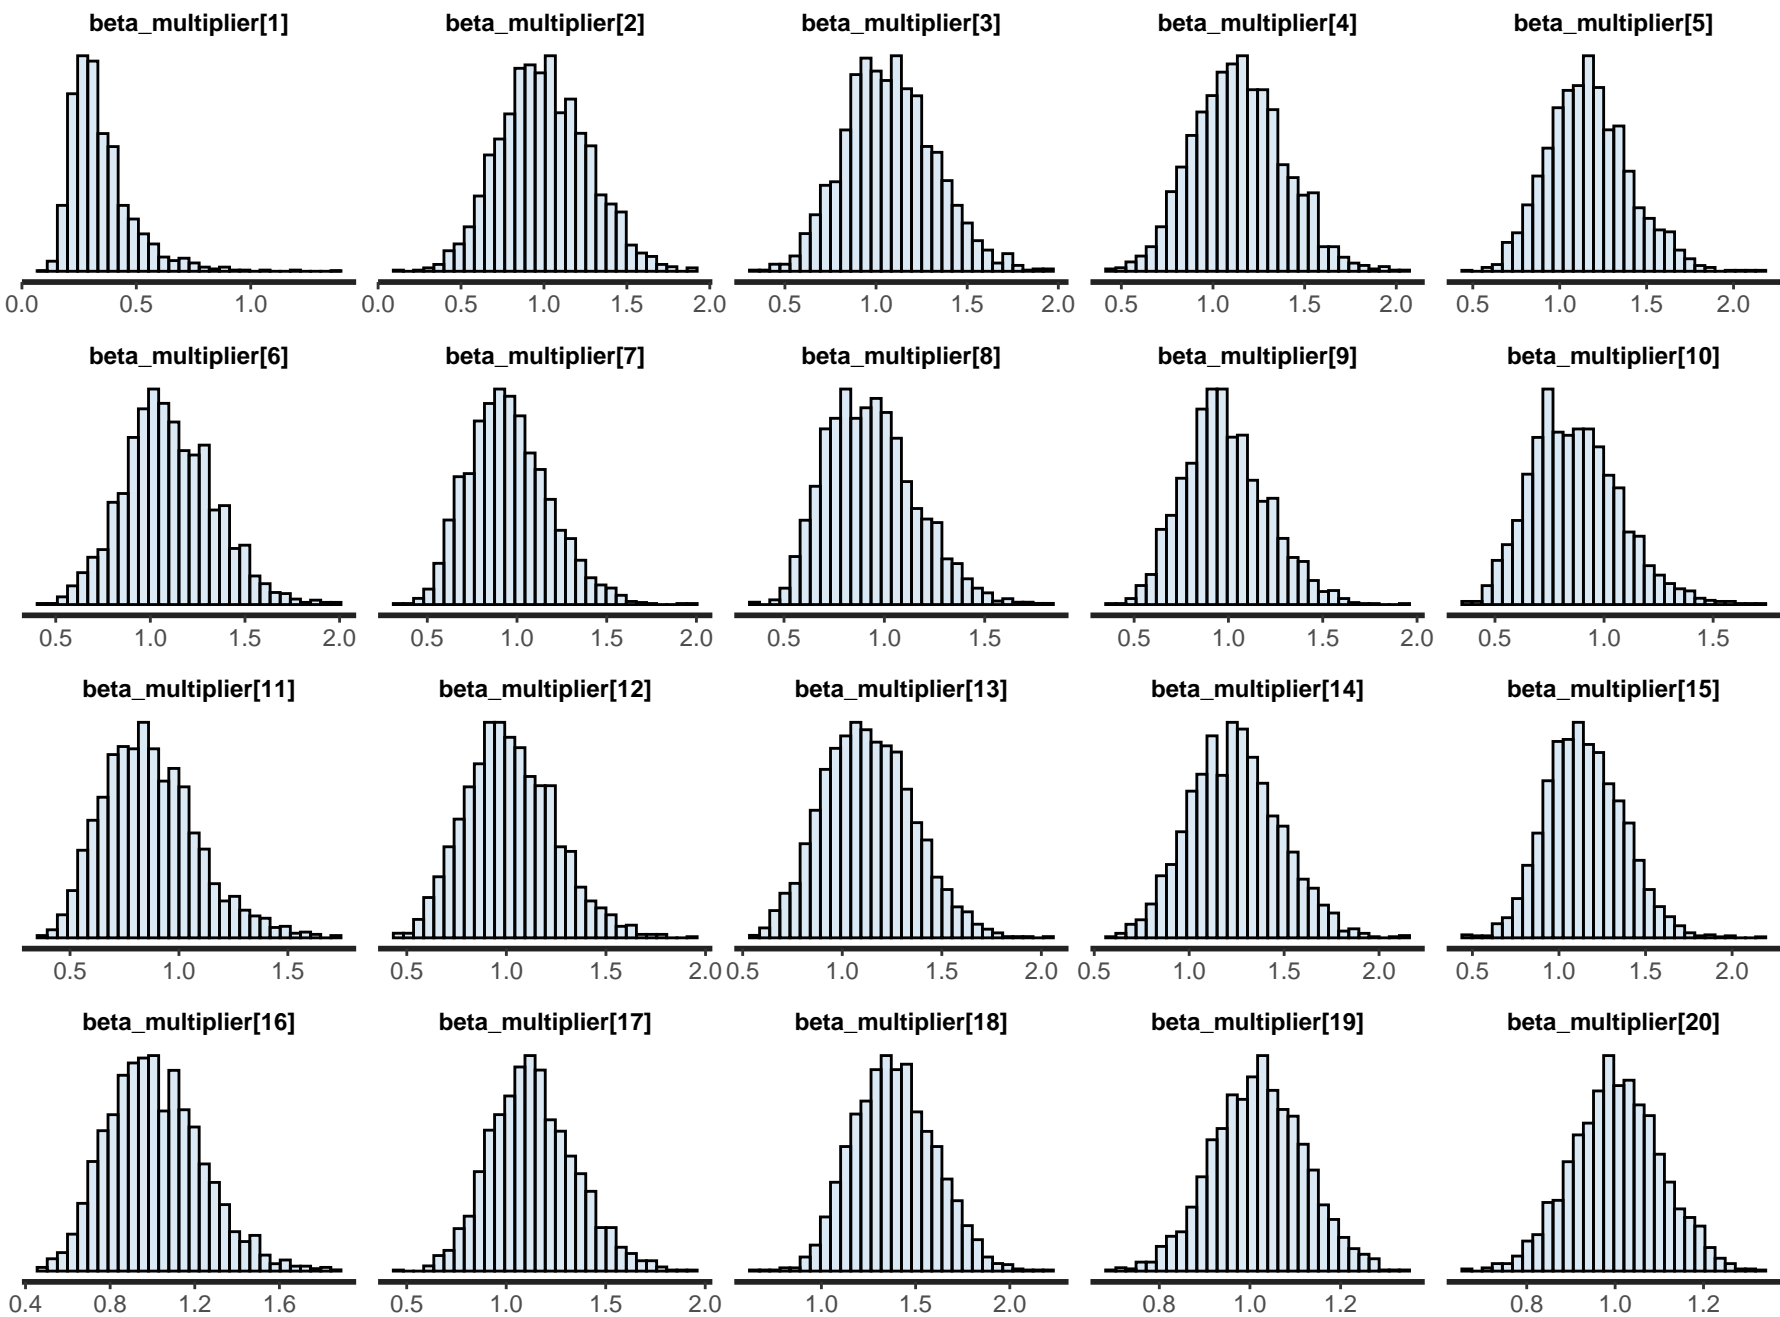 beta_multiplier[1] beta_multiplier[2] beta_multiplier[3] beta_multiplier[4] beta_multiplier[5]
0.0 0.5 1.0 0.0 0.5 1.0 1.5 2.0 0.5 1.0 1.5 2.0 0.5 1.0 1.5 2.0 0.5 1.0 1.5 2.0
beta_multiplier[6] beta_multiplier[7] beta_multiplier[8] beta_multiplier[9] beta_multiplier[10]
0.5 1.0 1.5 2.0 0.5 1.0 1.5 2.0 0.5 1.0 1.5 0.5 1.0 1.5 2.0 0.5 1.0 1.5
beta_multiplier[11] beta_multiplier[12] beta_multiplier[13] beta_multiplier[14] beta_multiplier[15]
0.5 1.0 1.5 0.5 1.0 1.5 2.0 0.5 1.0 1.5 2.0 0.5 1.0 1.5 2.0 0.5 1.0 1.5 2.0
beta_multiplier[16] beta_multiplier[17] beta_multiplier[18] beta_multiplier[19] beta_multiplier[20]
0.4 0.8 1.2 1.6 0.5 1.0 1.5 2.0 1.0 1.5 2.0 0.8 1.0 1.2 0.8 1.0 1.2